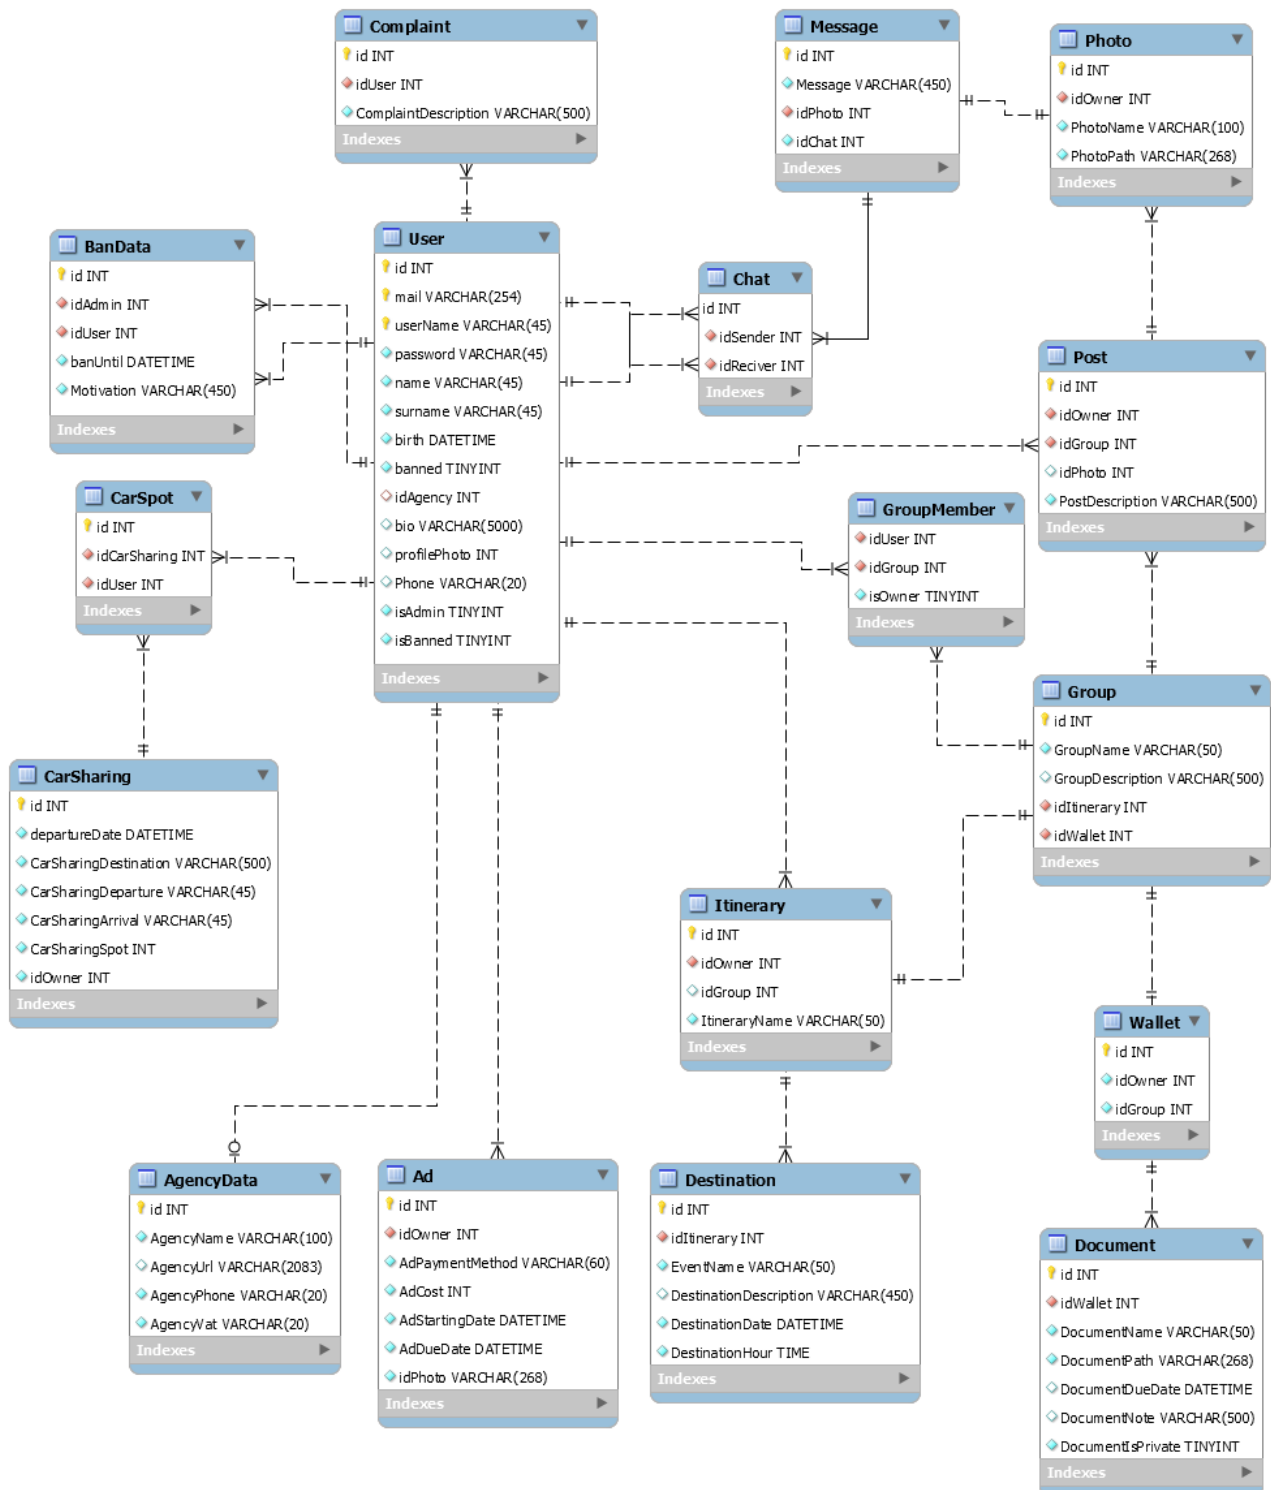 Complaint
id INT
idUser INT
ComplaintDescription VARCHAR(500)
Indexes
Message
id INT
Message VARCHAR(450)
idPhoto INT
idChat INT
Indexes
Photo
id INT
idOwner INT
PhotoName VARCHAR(100)
PhotoPath VARCHAR(268)
Indexes
BanData
id INT
idAdmin INT
idUser INT
banUntil DATETIME
Motivation VARCHAR(450)
Indexes
User
id INT
mail VARCHAR(254)
userName VARCHAR(45)
password VARCHAR(45)
name VARCHAR(45)
surname VARCHAR(45)
birth DATETIME
banned TINYINT
idAgency INT
bio VARCHAR(5000)
profilePhoto INT
Phone VARCHAR(20)
isAdmin TINYINT
isBanned TINYINT
Indexes
Chat
id INT
idSender INT
idReciver INT
Indexes
Post
id INT
idOwner INT
idGroup INT
idPhoto INT
PostDescription VARCHAR(500)
Indexes
CarSpot
id INT
idCarSharing INT
idUser INT
Indexes
GroupMember
idUser INT
idGroup INT
isOwner TINYINT
Indexes
Group
id INT
GroupName VARCHAR(50)
GroupDescription VARCHAR(500)
idItinerary INT
idWallet INT
Indexes
CarSharing
id INT
departureDate DATETIME
CarSharingDestination VARCHAR(500)
CarSharingDeparture VARCHAR(45)
CarSharingArrival VARCHAR(45)
CarSharingSpot INT
idOwner INT
Indexes
Itinerary
id INT
idOwner INT
idGroup INT
ItineraryName VARCHAR(50)
Indexes
Wallet
id INT
idOwner INT
idGroup INT
Indexes
AgencyData
id INT
AgencyName VARCHAR(100)
AgencyUrl VARCHAR(2083)
AgencyPhone VARCHAR(20)
AgencyVat VARCHAR(20)
Indexes
Ad
id INT
idOwner INT
AdPaymentMethod VARCHAR(60)
AdCost INT
AdStartingDate DATETIME
AdDueDate DATETIME
idPhoto VARCHAR(268)
Indexes
Destination
id INT
idItinerary INT
EventName VARCHAR(50)
DestinationDescription VARCHAR(450)
DestinationDate DATETIME
DestinationHour TIME
Indexes
Document
id INT
idWallet INT
DocumentName VARCHAR(50)
DocumentPath VARCHAR(268)
DocumentDueDate DATETIME
DocumentNote VARCHAR(500)
DocumentIsPrivate TINYINT
Indexes